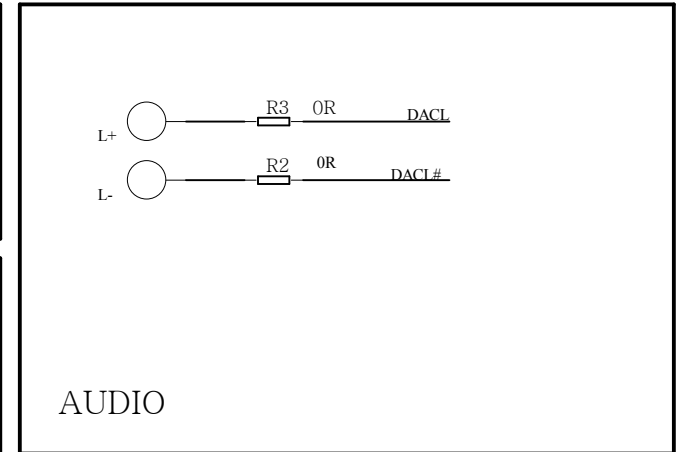 R3 0R DACL
L+
R2 0R DACL#
L-
AUDIO